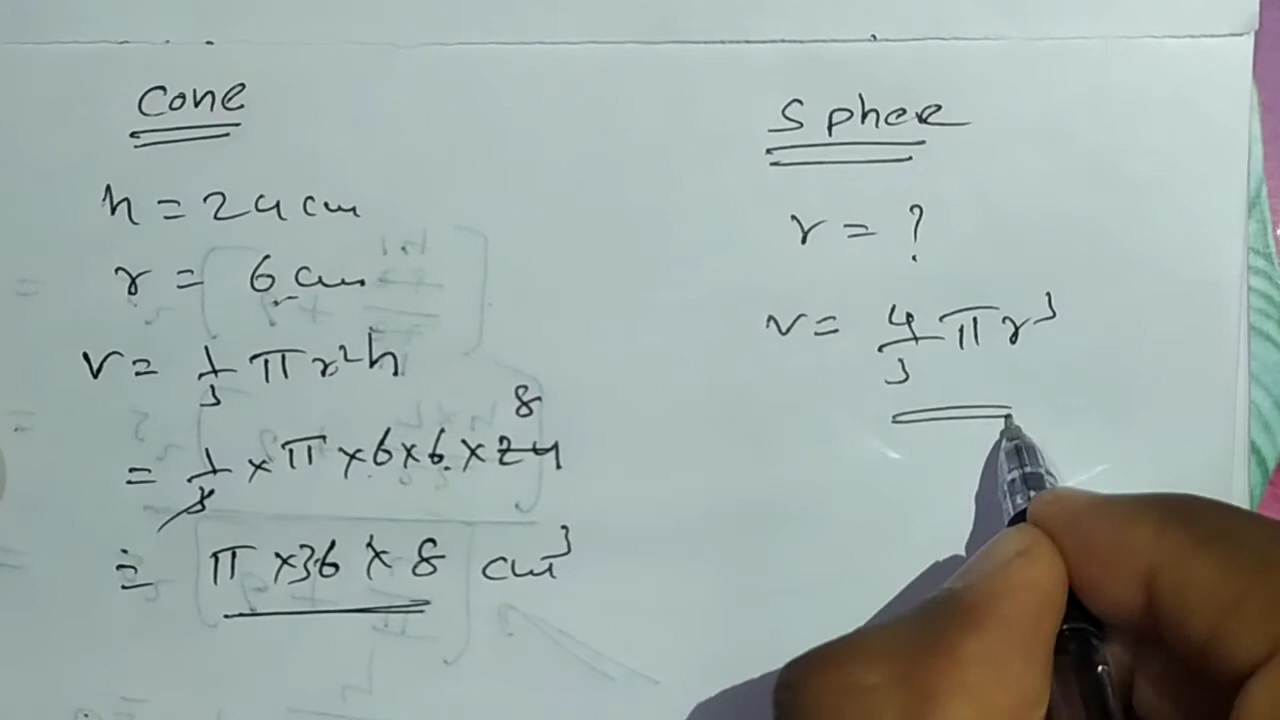 Cone
h = 24 cm
r = 6 cm
V = 1/3 π r²h
= 1/3 × π × 6 × 6 × 24 8
= π × 36 × 8 cm³
Spher
r = ?
V = 4/3 π r³